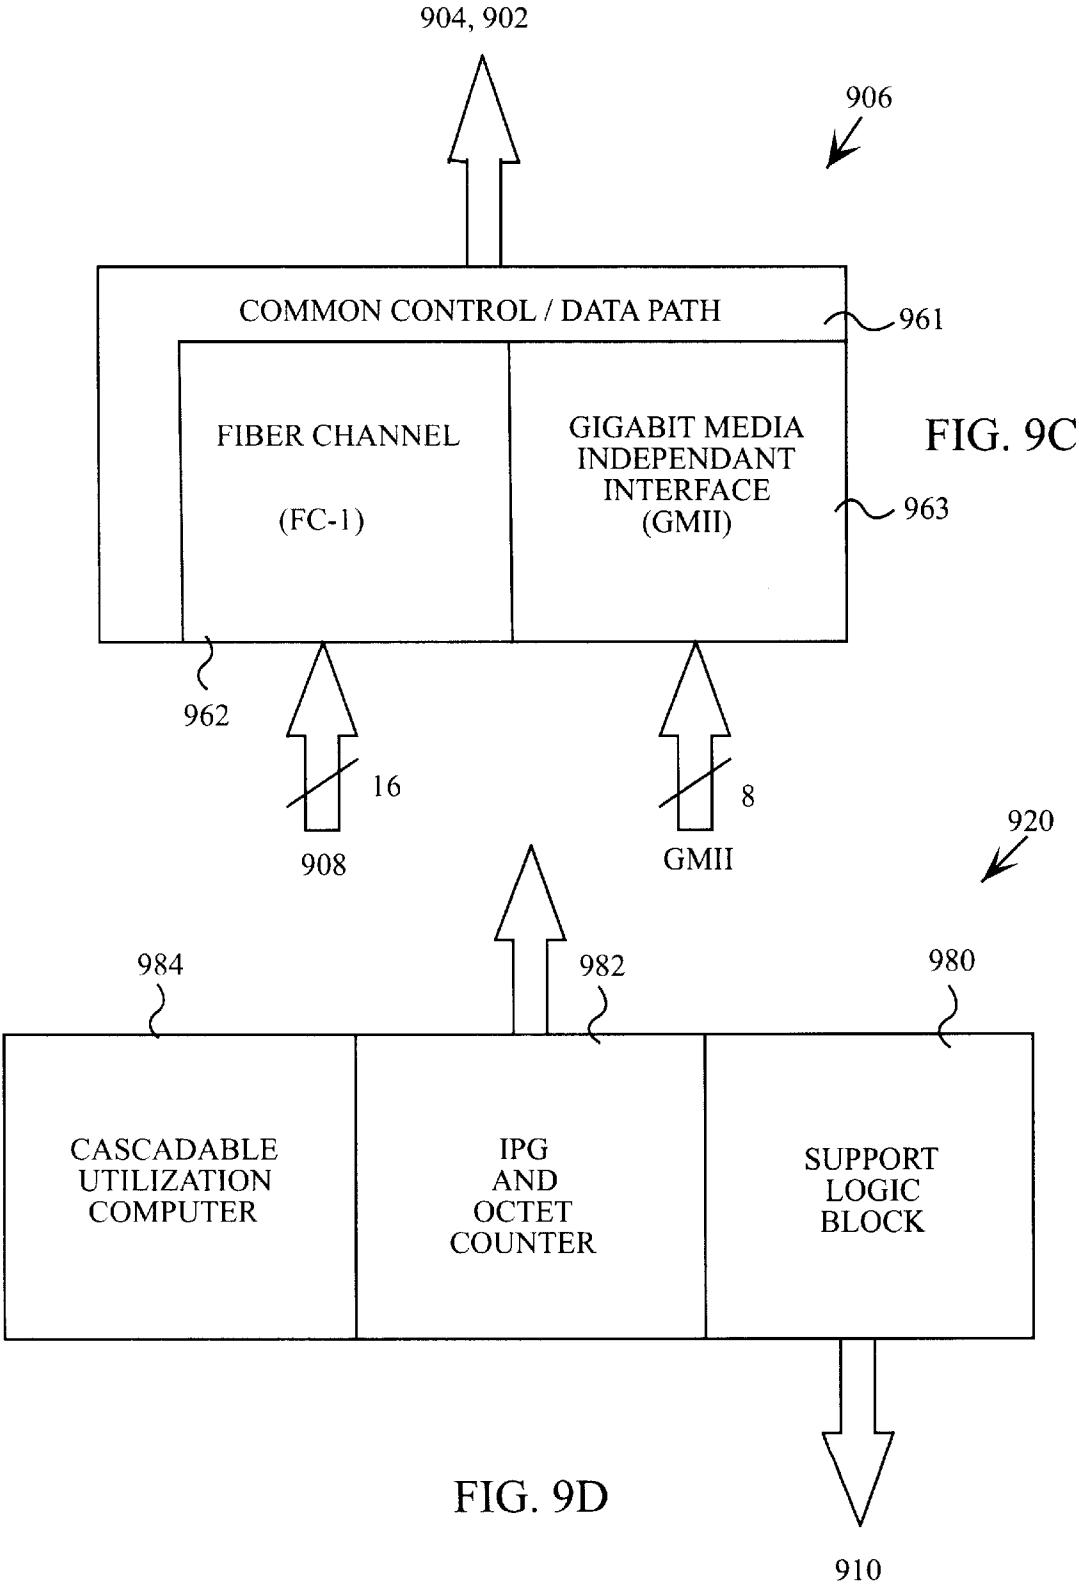 904, 902
906
COMMON CONTROL / DATA PATH
961
FIBER CHANNEL
(FC-1)
GIGABIT MEDIA
INDEPENDANT
INTERFACE
(GMII)
FIG. 9C
963
962
16
8
908
GMII
920
984
982
980
CASCADABLE
UTILIZATION
COMPUTER
IPG
AND
OCTET
COUNTER
SUPPORT
LOGIC
BLOCK
FIG. 9D
910